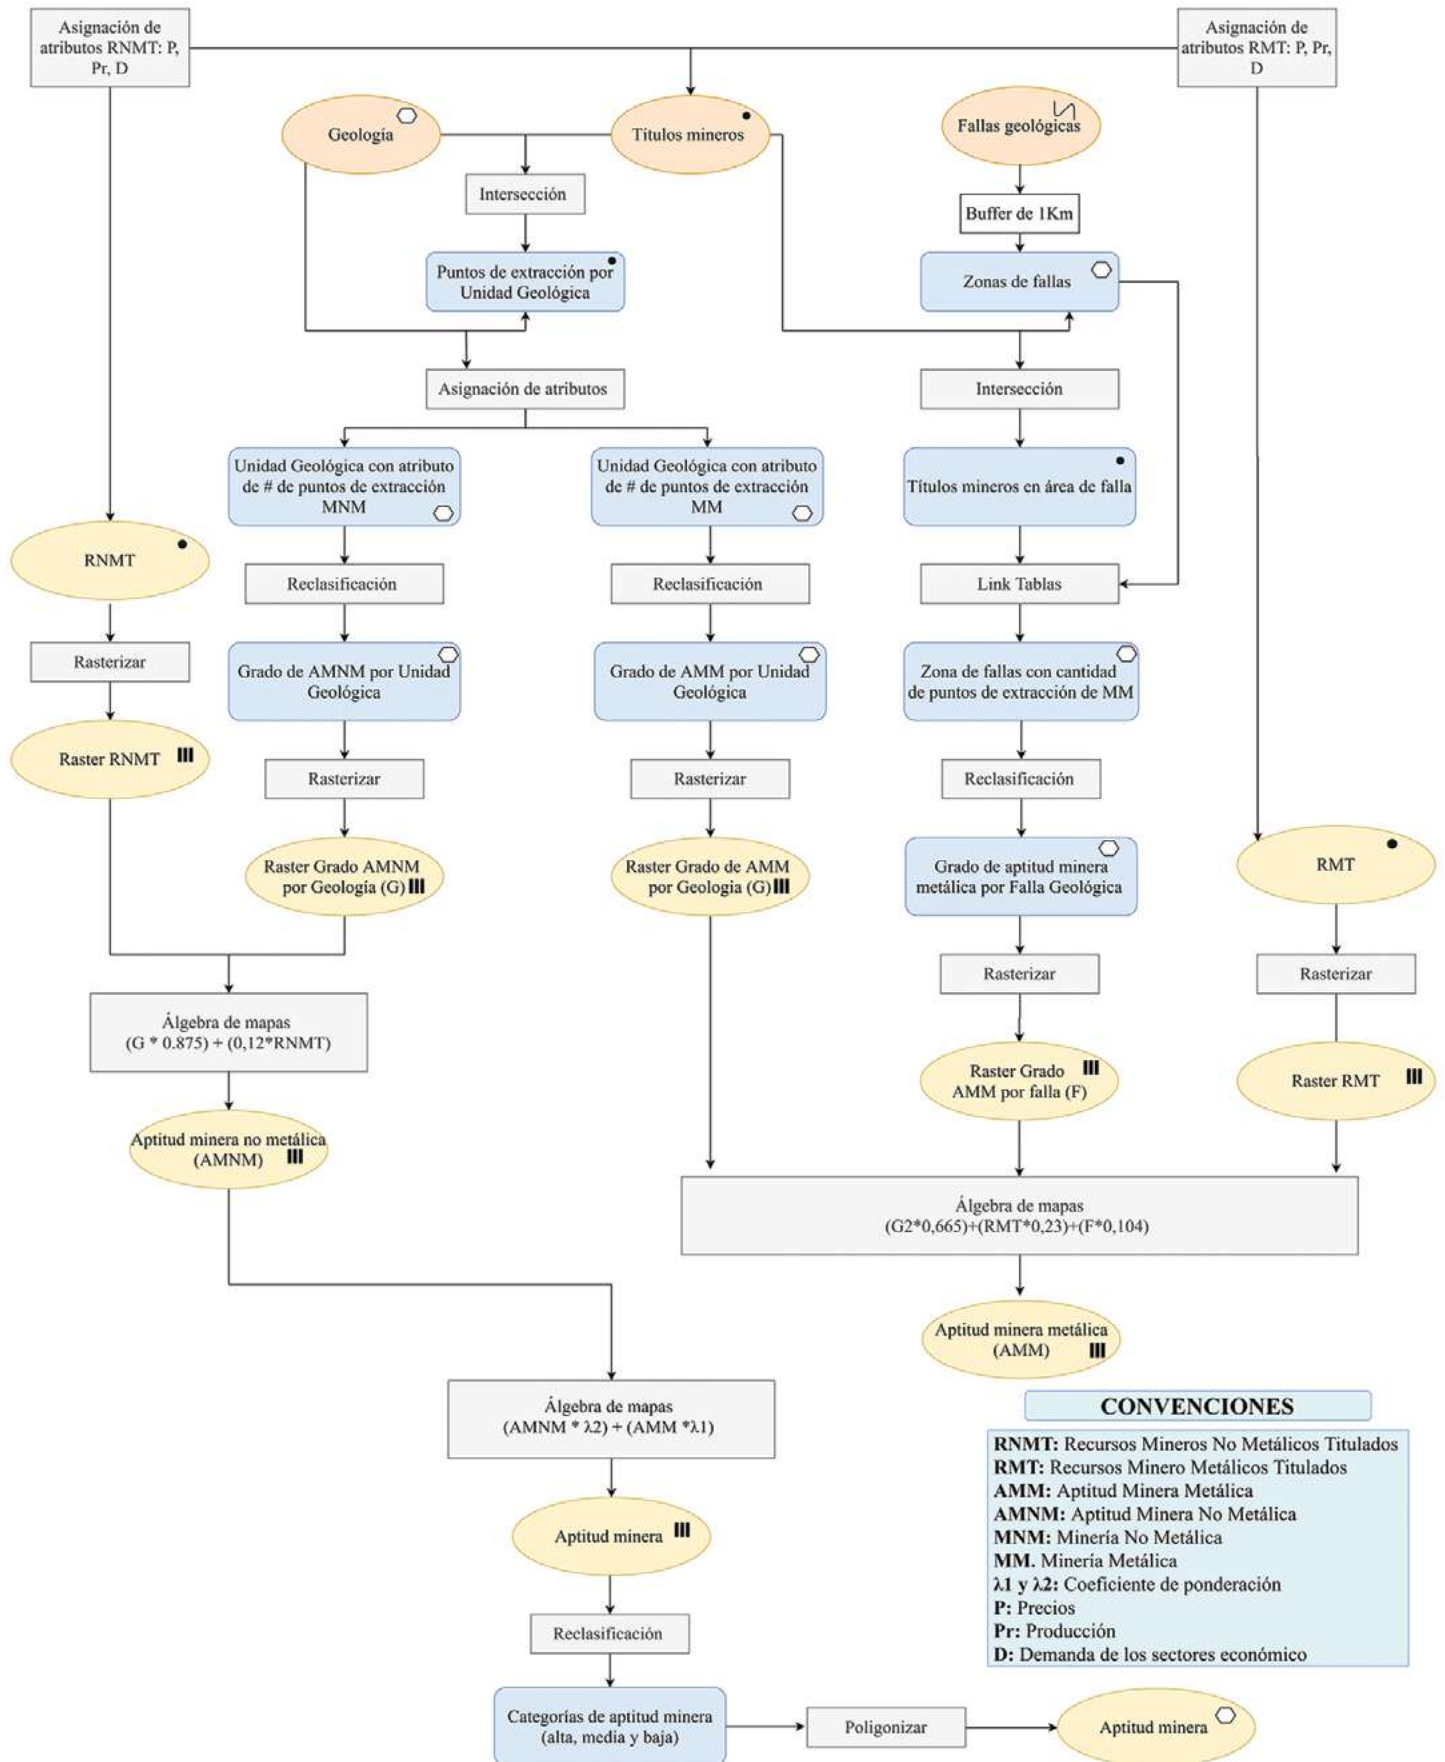 Asignación de
atributos RNMT: P,
Pr, D
Asignación de
atributos RMT: P, Pr,
D
Geología
Títulos mineros
Fallas geológicas
Intersección
Buffer de 1Km
Puntos de extracción por
Unidad Geológica
Zonas de fallas
Asignación de atributos
Intersección
Unidad Geológica con atributo
de # de puntos de extracción
MNM
Unidad Geológica con atributo
de # de puntos de extracción
MM
Títulos mineros en área de falla
RNMT
Reclasificación
Reclasificación
Link Tablas
Rasterizar
Grado de AMNM por Unidad
Geológica
Grado de AMM por Unidad
Geológica
Zona de fallas con cantidad
de puntos de extracción de MM
Raster RNMT
Rasterizar
Rasterizar
Reclasificación
Raster Grado AMNM
por Geología (G)
Raster Grado de AMM
por Geologia (G)
Grado de aptitud minera
metálica por Falla Geológica
RMT
Rasterizar
Rasterizar
Álgebra de mapas
(G * 0.875) + (0,12*RNMT)
Raster Grado
AMM por falla (F)
Raster RMT
Aptitud minera no metálica
(AMNM)
Álgebra de mapas
(G2*0,665)+(RMT*0,23)+(F*0,104)
Aptitud minera metálica
(AMM)
Álgebra de mapas
(AMNM * λ2) + (AMM *λ1)
Aptitud minera
Reclasificación
Categorías de aptitud minera
(alta, media y baja)
Poligonizar
Aptitud minera
CONVENCIONES
RNMT: Recursos Mineros No Metálicos Titulados
RMT: Recursos Minero Metálicos Titulados
AMM: Aptitud Minera Metálica
AMNM: Aptitud Minera No Metálica
MNM: Minería No Metálica
MM. Minería Metálica
λ1 y λ2: Coeficiente de ponderación
P: Precios
Pr: Producción
D: Demanda de los sectores económico